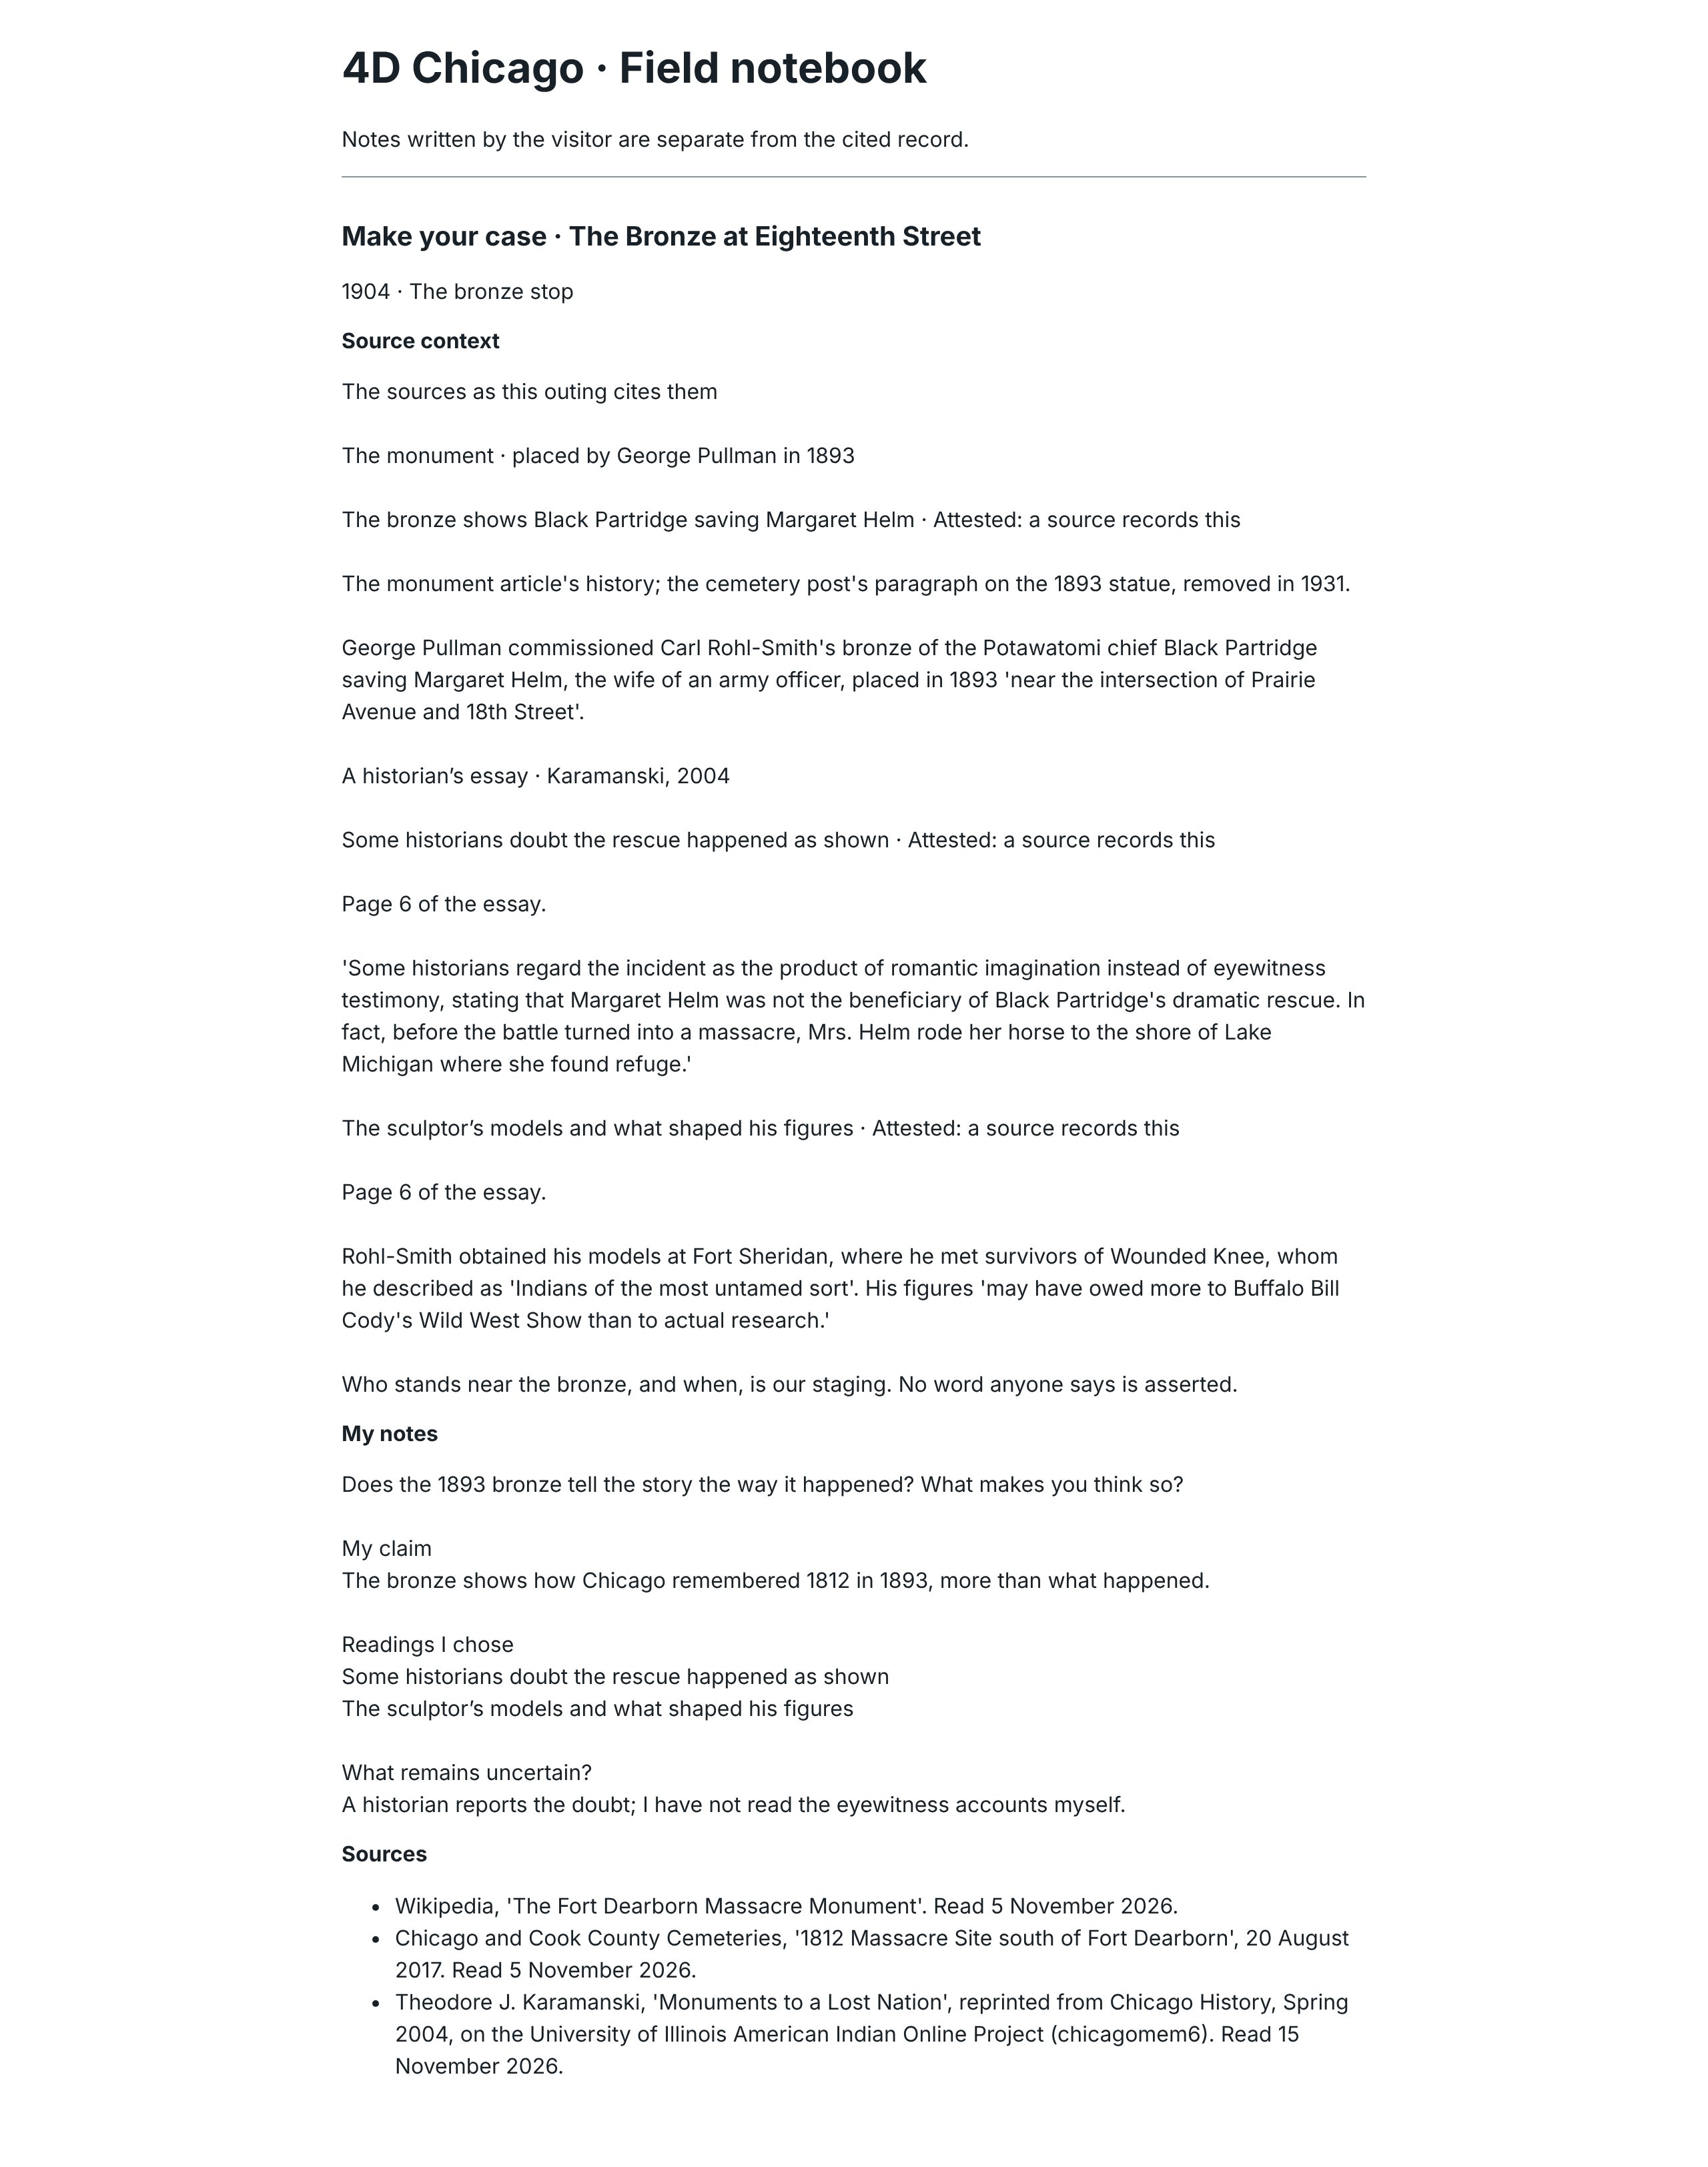 4D Chicago · Field notebook
Notes written by the visitor are separate from the cited record.
Make your case · The Bronze at Eighteenth Street
1904 · The bronze stop
Source context
The sources as this outing cites them
The monument · placed by George Pullman in 1893
The bronze shows Black Partridge saving Margaret Helm · Attested: a source records this
The monument article's history; the cemetery post's paragraph on the 1893 statue, removed in 1931.
George Pullman commissioned Carl Rohl-Smith's bronze of the Potawatomi chief Black Partridge
saving Margaret Helm, the wife of an army officer, placed in 1893 'near the intersection of Prairie
Avenue and 18th Street'.
A historian’s essay · Karamanski, 2004
Some historians doubt the rescue happened as shown · Attested: a source records this
Page 6 of the essay.
'Some historians regard the incident as the product of romantic imagination instead of eyewitness
testimony, stating that Margaret Helm was not the beneficiary of Black Partridge's dramatic rescue. In
fact, before the battle turned into a massacre, Mrs. Helm rode her horse to the shore of Lake
Michigan where she found refuge.'
The sculptor’s models and what shaped his figures · Attested: a source records this
Page 6 of the essay.
Rohl-Smith obtained his models at Fort Sheridan, where he met survivors of Wounded Knee, whom
he described as 'Indians of the most untamed sort'. His figures 'may have owed more to Buffalo Bill
Cody's Wild West Show than to actual research.'
Who stands near the bronze, and when, is our staging. No word anyone says is asserted.
My notes
Does the 1893 bronze tell the story the way it happened? What makes you think so?
My claim
The bronze shows how Chicago remembered 1812 in 1893, more than what happened.
Readings I chose
Some historians doubt the rescue happened as shown
The sculptor’s models and what shaped his figures
What remains uncertain?
A historian reports the doubt; I have not read the eyewitness accounts myself.
Sources
• Wikipedia, 'The Fort Dearborn Massacre Monument'. Read 5 November 2026.
• Chicago and Cook County Cemeteries, '1812 Massacre Site south of Fort Dearborn', 20 August
2017. Read 5 November 2026.
• Theodore J. Karamanski, 'Monuments to a Lost Nation', reprinted from Chicago History, Spring
2004, on the University of Illinois American Indian Online Project (chicagomem6). Read 15
November 2026.